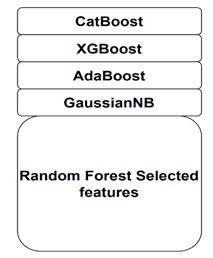 CatBoost
XGBoost
AdaBoost
GaussianNB
Random Forest Selected
features